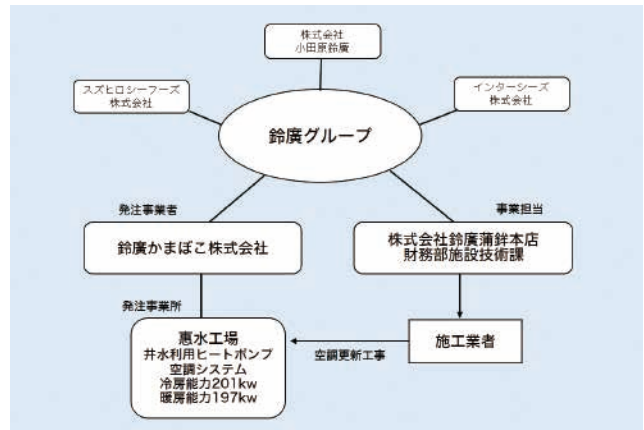 株式会社
小田原鈴廣
スズヒロシーフーズ
株式会社
インターシーズ
株式会社
鈴廣グループ
発注事業者
事業担当
鈴廣かまぼこ株式会社
株式会社鈴廣蒲鉾本店
財務部施設技術課
発注事業所
惠水工場
井水利用ヒートポンプ
空調システム
冷房能力201kw
暖房能力197kw
空調更新工事
施工業者